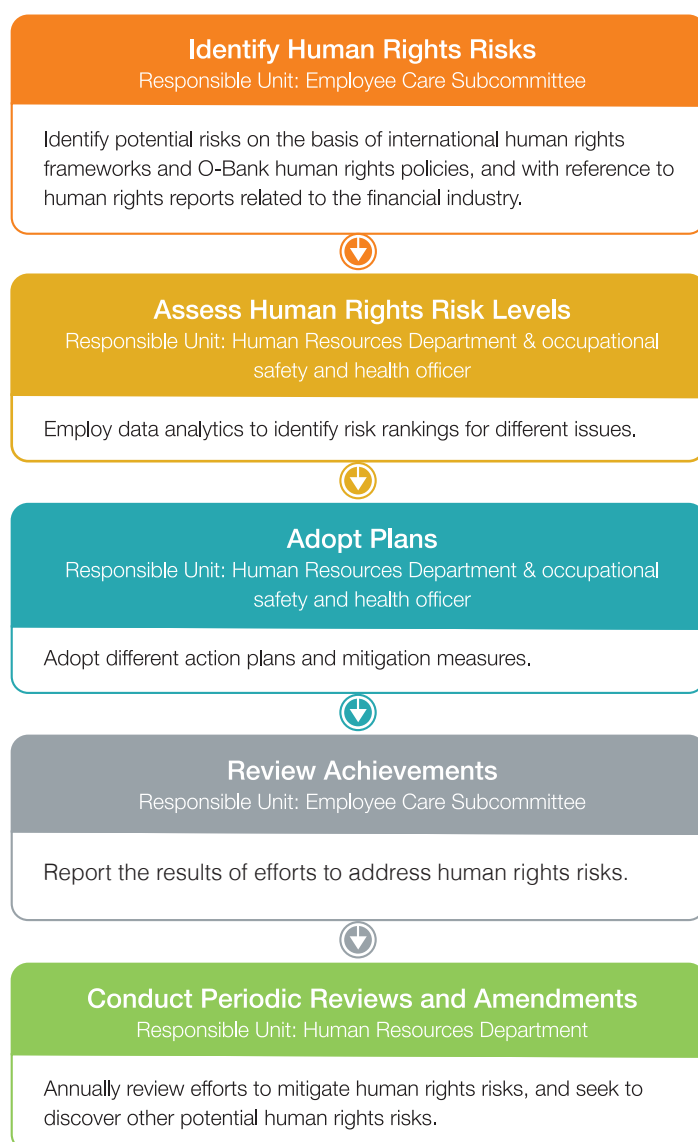 Identify Human Rights Risks
Responsible Unit: Employee Care Subcommittee
Identify potential risks on the basis of international human rights
frameworks and O-Bank human rights policies, and with reference to
human rights reports related to the financial industry.
Assess Human Rights Risk Levels
Responsible Unit: Human Resources Department & occupational
safety and health officer
Employ data analytics to identify risk rankings for different issues.
Adopt Plans
Responsible Unit: Human Resources Department & occupational
safety and health officer
Adopt different action plans and mitigation measures.
Review Achievements
Responsible Unit: Employee Care Subcommittee
Report the results of efforts to address human rights risks.
Conduct Periodic Reviews and Amendments
Responsible Unit: Human Resources Department
Annually review efforts to mitigate human rights risks, and seek to
discover other potential human rights risks.